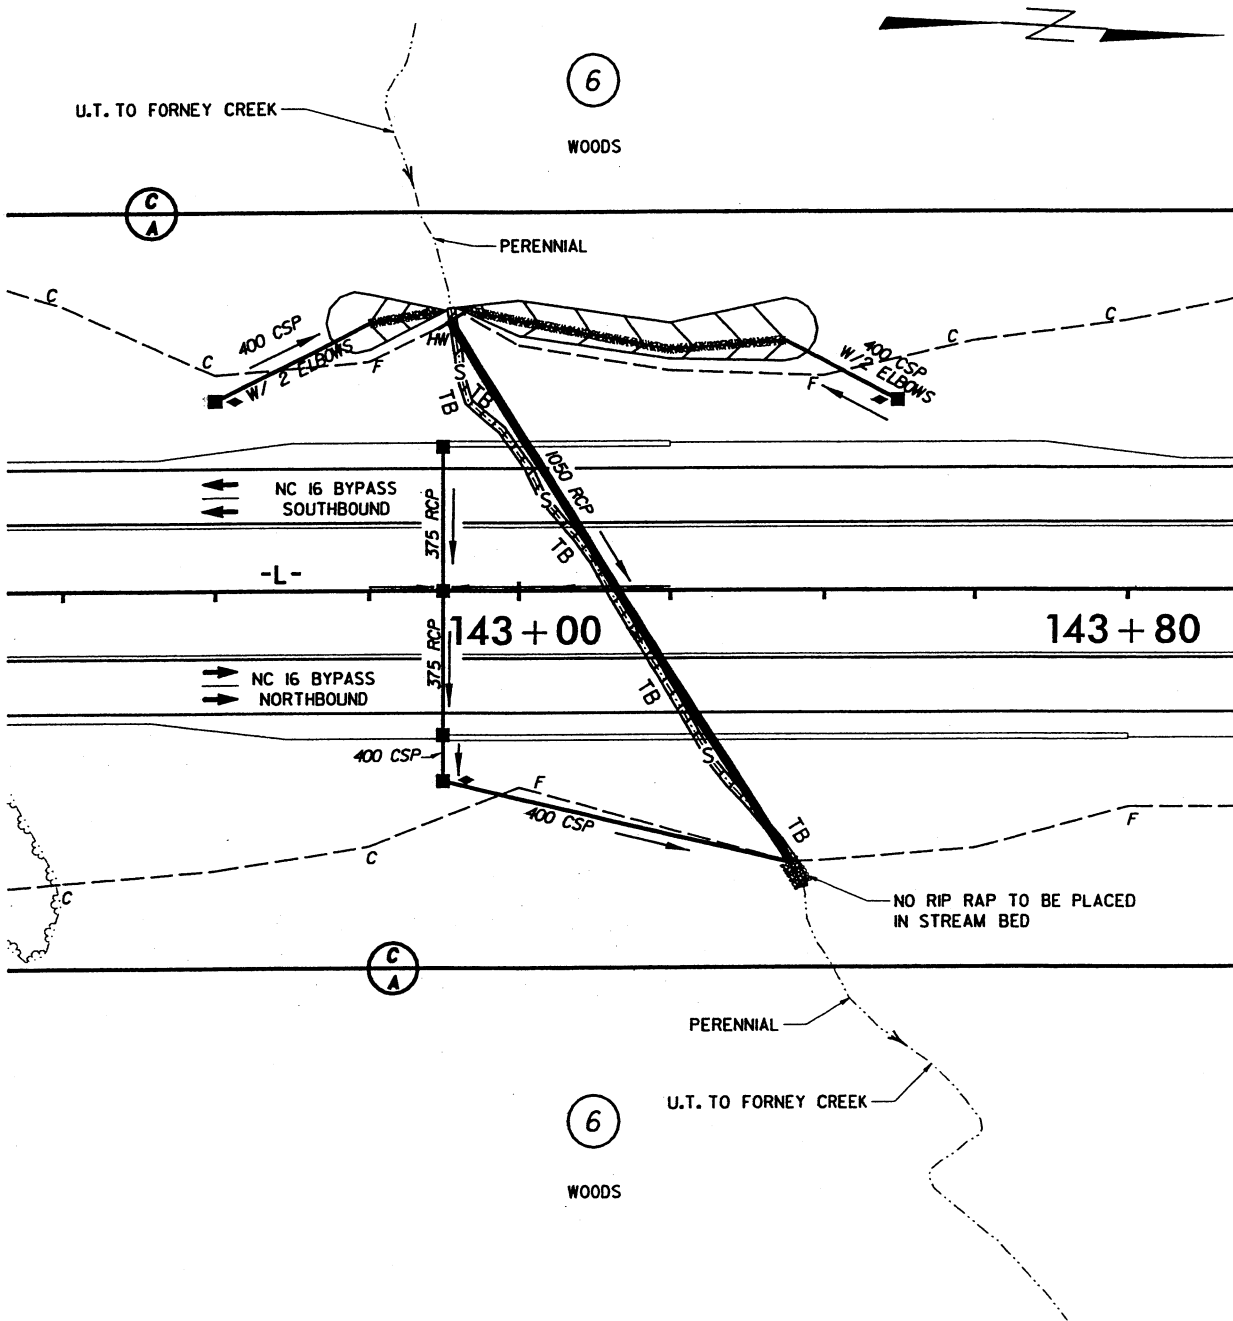 Z
6
U.T. TO FORNEY CREEK
WOODS
C
A
PERENNIAL
C
C
C
C
400 CSP
W/ 2 ELBOWS
F
HW
400 CSP
W/2 ELBOWS
F
S
TB
TB
1050 RCP
NC 16 BYPASS
SOUTHBOUND
375 RCP
S
TB
-L-
143+00
143+80
375 RCP
NC 16 BYPASS
NORTHBOUND
TB
S
400 CSP
F
400 CSP
TB
F
C
C
NO RIP RAP TO BE PLACED
IN STREAM BED
C
A
PERENNIAL
U.T. TO FORNEY CREEK
6
WOODS